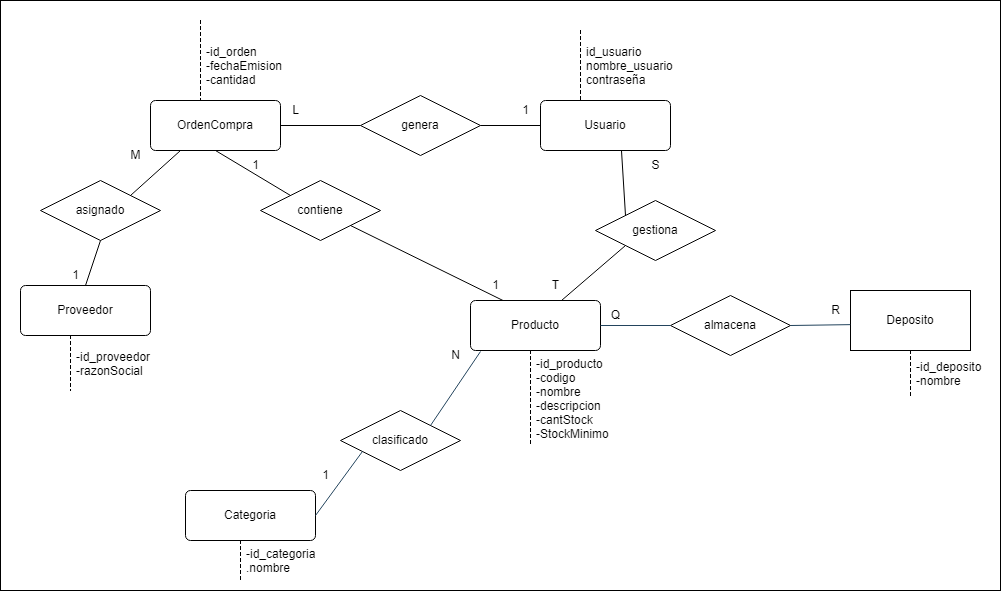 -id_orden
-fechaEmision
-cantidad
id_usuario
nombre_usuario
contraseña
OrdenCompra
L
genera
1
Usuario
M
1
S
asignado
contiene
gestiona
1
1
T
Proveedor
Producto
Q
almacena
R
Deposito
-id_proveedor
-razonSocial
N
-id_producto
-codigo
-nombre
-descripcion
-cantStock
-StockMinimo
-id_deposito
-nombre
clasificado
1
Categoria
-id_categoria
.nombre